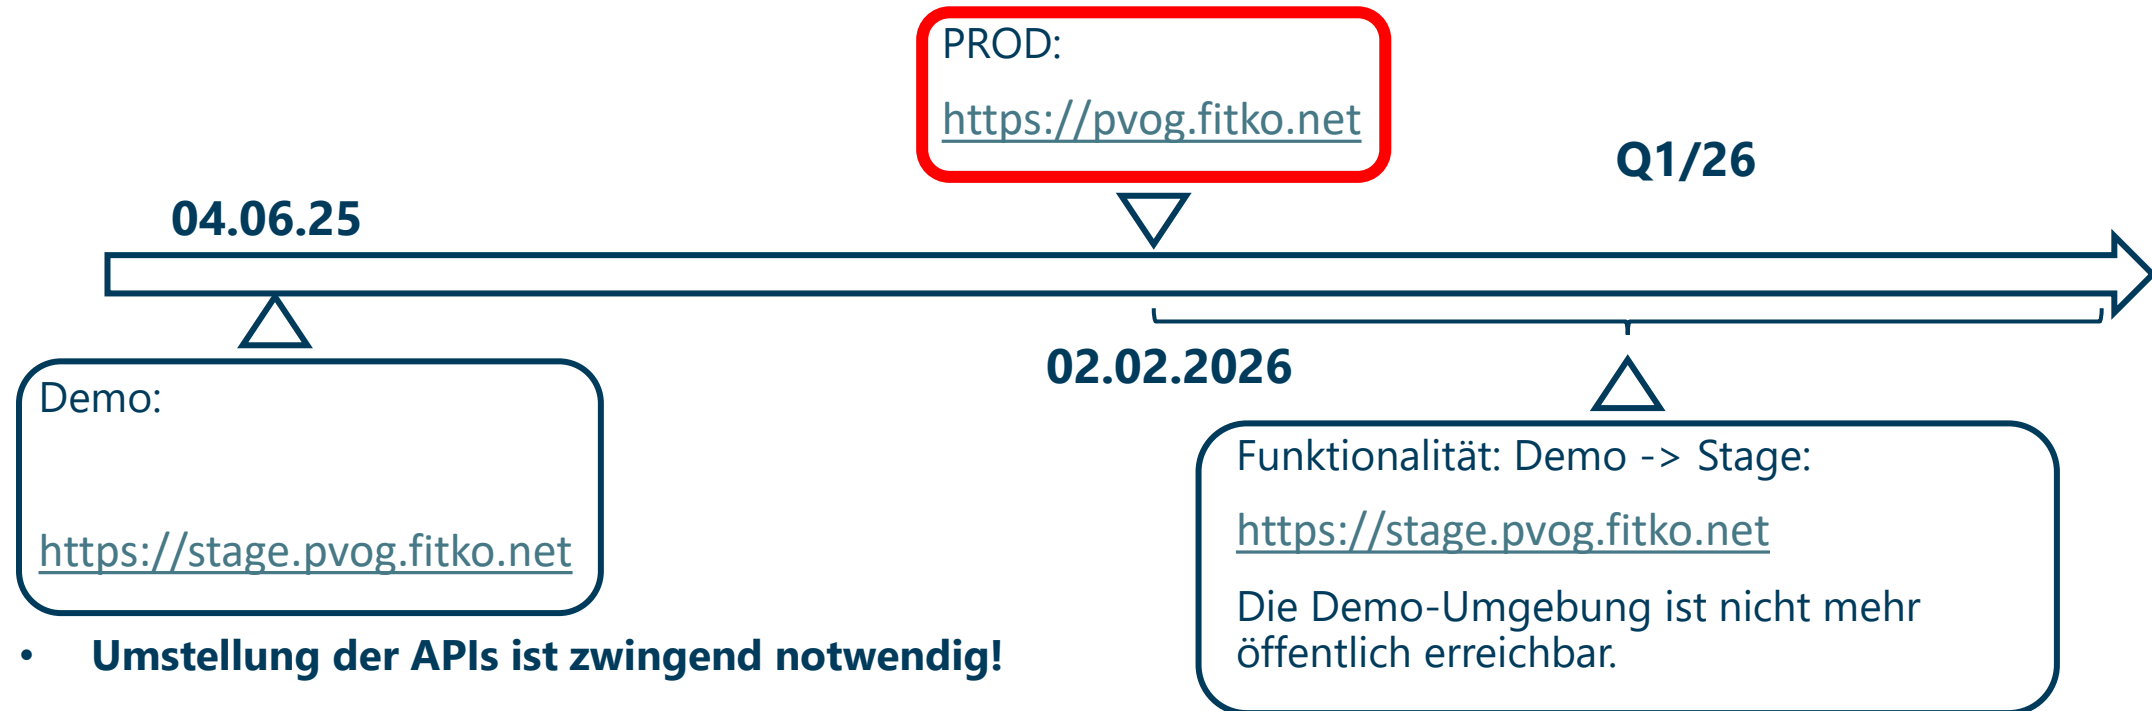 PROD:
https://pvog.fitko.net
Q1/26
04.06.25
02.02.2026
Demo:
https://stage.pvog.fitko.net
Funktionalität: Demo -> Stage:
https://stage.pvog.fitko.net
Die Demo-Umgebung ist nicht mehr
öffentlich erreichbar.
• Umstellung der APIs ist zwingend notwendig!